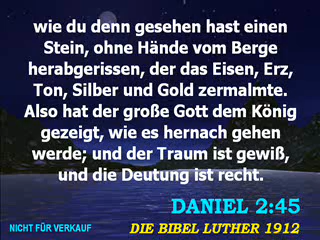 wie du denn gesehen hast einen
Stein, ohne Hände vom Berge
herabgerissen, der das Eisen, Erz,
Ton, Silber und Gold zermalmte.
Also hat der große Gott dem König
gezeigt, wie es hernach gehen
werde; und der Traum ist gewiß,
und die Deutung ist recht.
DANIEL 2:45
NICHT FÜR VERKAUF
DIE BIBEL LUTHER 1912